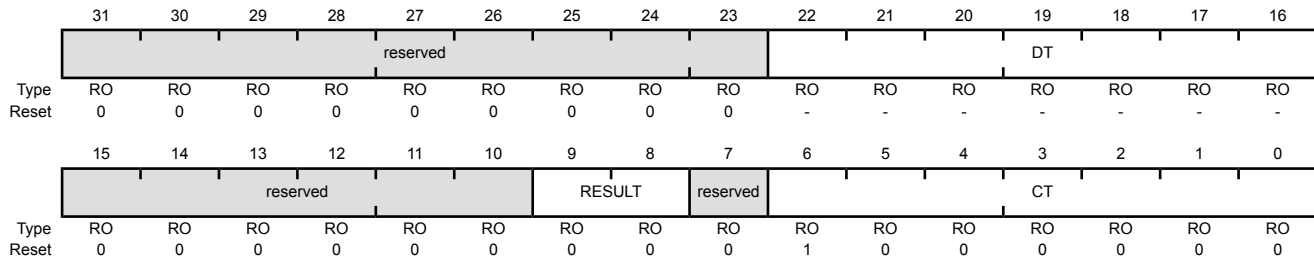 31 30 29 28 27 26 25 24 23 22 21 20 19 18 17 16
reserved DT
Type RO RO RO RO RO RO RO RO RO RO RO RO RO RO RO RO
Reset 0 0 0 0 0 0 0 0 0 - - - - - - -
15 14 13 12 11 10 9 8 7 6 5 4 3 2 1 0
reserved RESULT reserved CT
Type RO RO RO RO RO RO RO RO RO RO RO RO RO RO RO RO
Reset 0 0 0 0 0 0 0 0 0 1 0 0 0 0 0 0